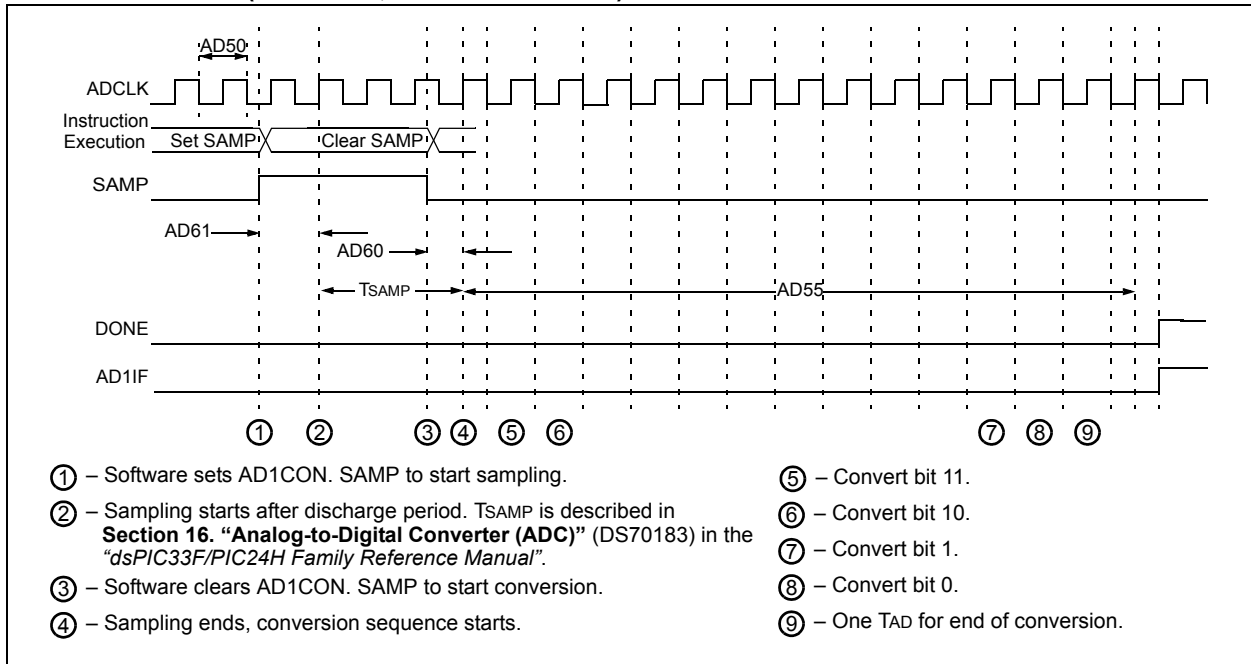 AD50
ADCLK
Instruction
Execution Set SAMP Clear SAMP
SAMP
AD61
AD60
TSAMP AD55
DONE
AD1IF
1 2 3 4 5 6 7 8 9
1 – Software sets AD1CON. SAMP to start sampling.
2 – Sampling starts after discharge period. TSAMP is described in
Section 16. “Analog-to-Digital Converter (ADC)” (DS70183) in the
“dsPIC33F/PIC24H Family Reference Manual”.
3 – Software clears AD1CON. SAMP to start conversion.
4 – Sampling ends, conversion sequence starts.
5 – Convert bit 11.
6 – Convert bit 10.
7 – Convert bit 1.
8 – Convert bit 0.
9 – One TAD for end of conversion.